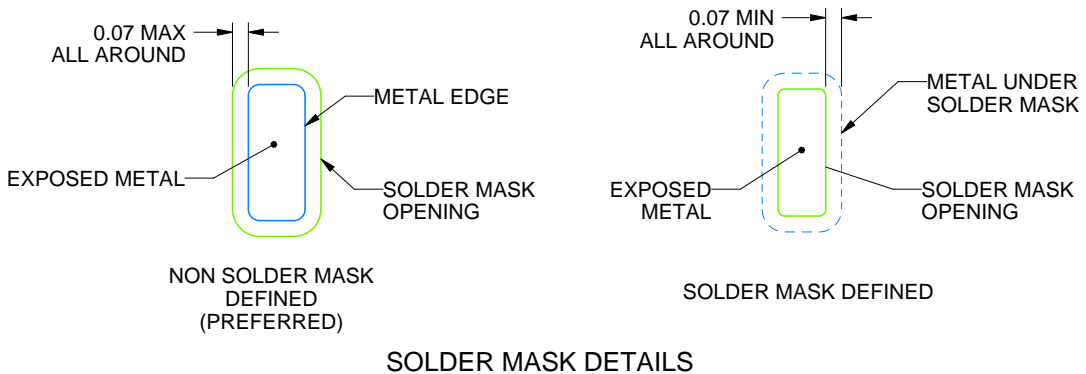 0.07 MAX
ALL AROUND
METAL EDGE
EXPOSED METAL
SOLDER MASK
OPENING
NON SOLDER MASK
DEFINED
(PREFERRED)
0.07 MIN
ALL AROUND
METAL UNDER
SOLDER MASK
EXPOSED
METAL
SOLDER MASK
OPENING
SOLDER MASK DEFINED
SOLDER MASK DETAILS